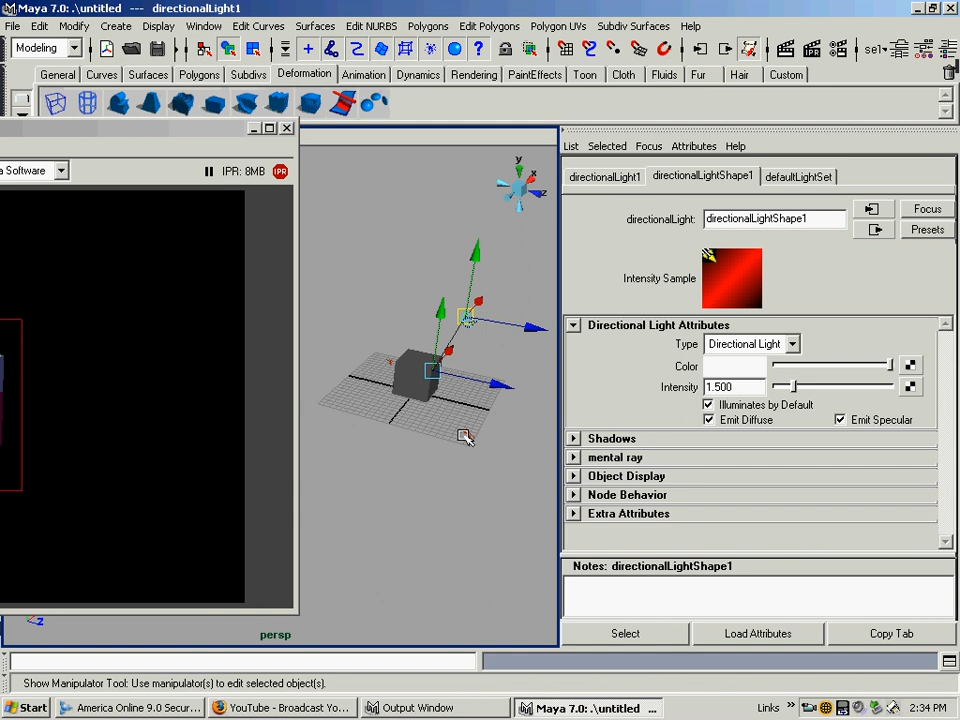 Maya 7.0: .\untitled --- directionalLight1
File Edit Modify Create Display Window Edit Curves Surfaces Edit NURBS Polygons Edit Polygons Polygon UVs Subdiv Surfaces Help
Modeling
sel
General Curves Surfaces Polygons Subdivs Deformation Animation Dynamics Rendering PaintEffects Toon Cloth Fluids Fur Hair Custom
List Selected Focus Attributes Help
a Software IPR: 8MB IPR
directionalLight1 directionalLightShape1 defaultLightSet
y
x
z
directionalLight: directionalLightShape1 Focus
Presets
Intensity Sample
Directional Light Attributes
Type Directional Light
Color
Intensity 1.500
Illuminates by Default
Emit Diffuse Emit Specular
Shadows
mental ray
Object Display
Node Behavior
Extra Attributes
Notes: directionalLightShape1
z
persp
Select Load Attributes Copy Tab
Show Manipulator Tool: Use manipulator(s) to edit selected object(s).
Start America Online 9.0 Secur... YouTube - Broadcast Yo... Output Window Maya 7.0: .\untitled ... Links » 2:34 PM